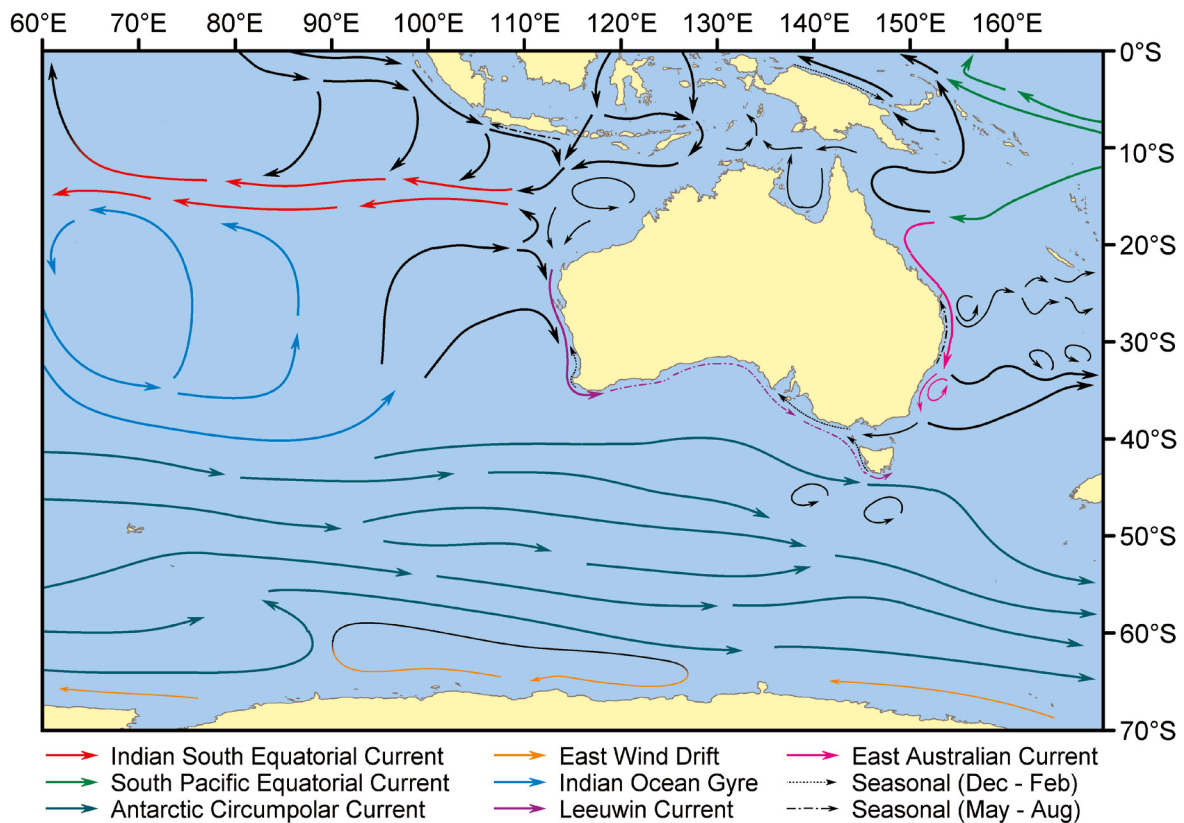 60°E 70°E 80°E 90°E 100°E 110°E 120°E 130°E 140°E 150°E 160°E
0°S
10°S
20°S
30°S
40°S
50°S
60°S
70°S
Indian South Equatorial Current East Wind Drift East Australian Current
South Pacific Equatorial Current Indian Ocean Gyre Seasonal (Dec - Feb)
Antarctic Circumpolar Current Leeuwin Current Seasonal (May - Aug)